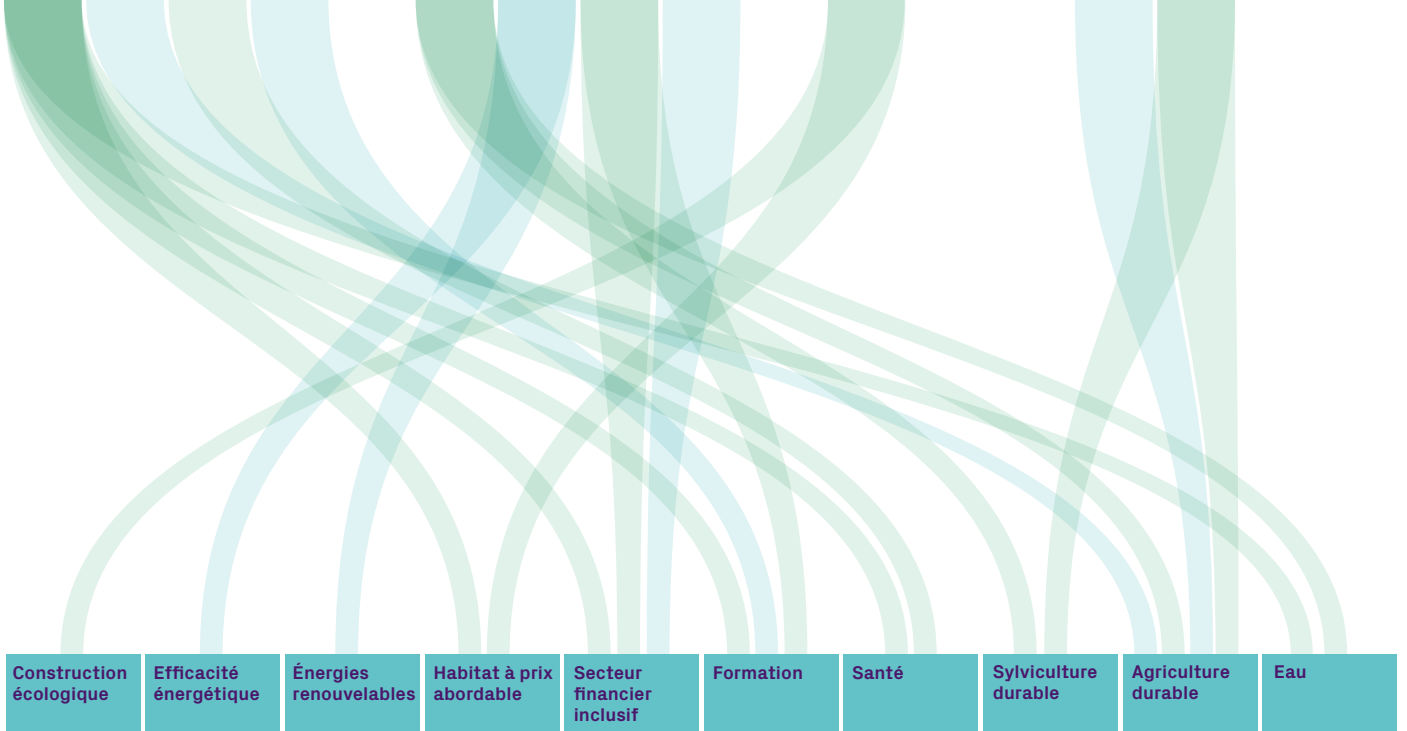 Construction
écologique
Efficacité
énergétique
Énergies
renouvelables
Habitat à prix
abordable
Secteur
financier
inclusif
Formation
Santé
Sylviculture
durable
Agriculture
durable
Eau